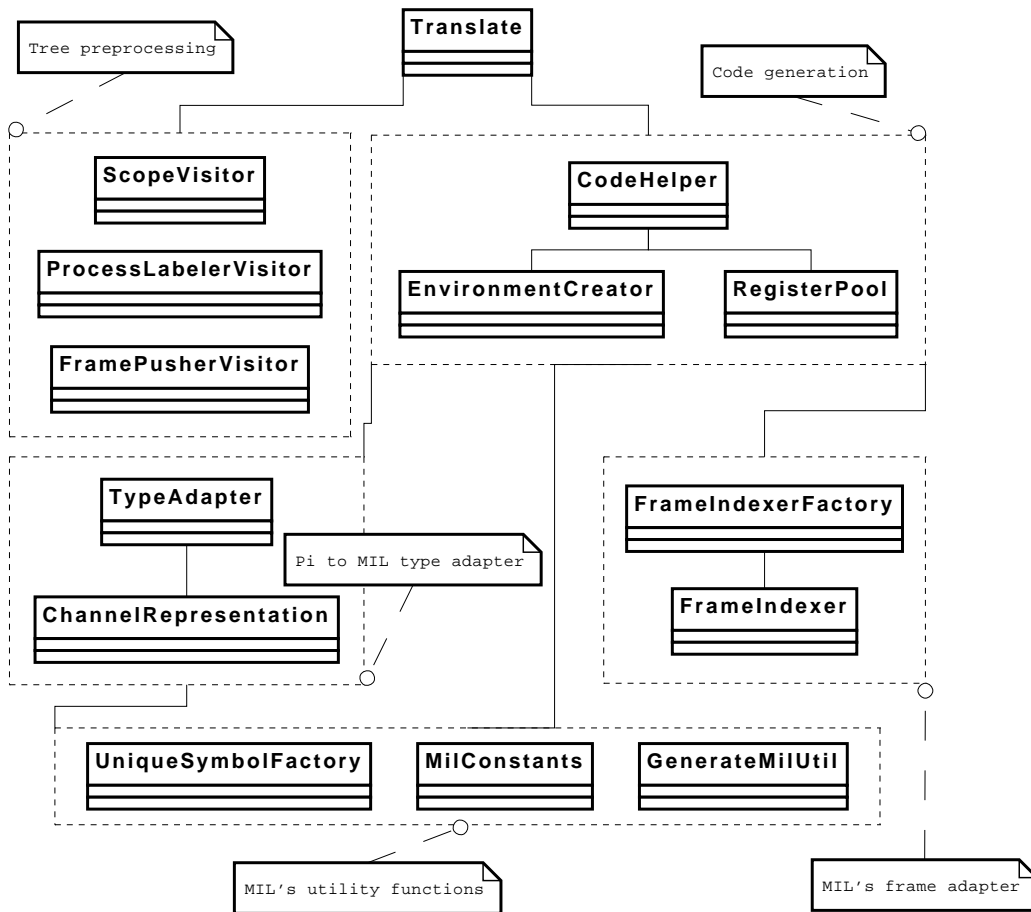 Translate
Tree preprocessing
Code generation
ScopeVisitor
CodeHelper
ProcessLabelerVisitor
EnvironmentCreator
RegisterPool
FramePusherVisitor
TypeAdapter
FrameIndexerFactory
Pi to MIL type adapter
ChannelRepresentation
FrameIndexer
UniqueSymbolFactory
MilConstants
GenerateMilUtil
MIL's utility functions
MIL's frame adapter